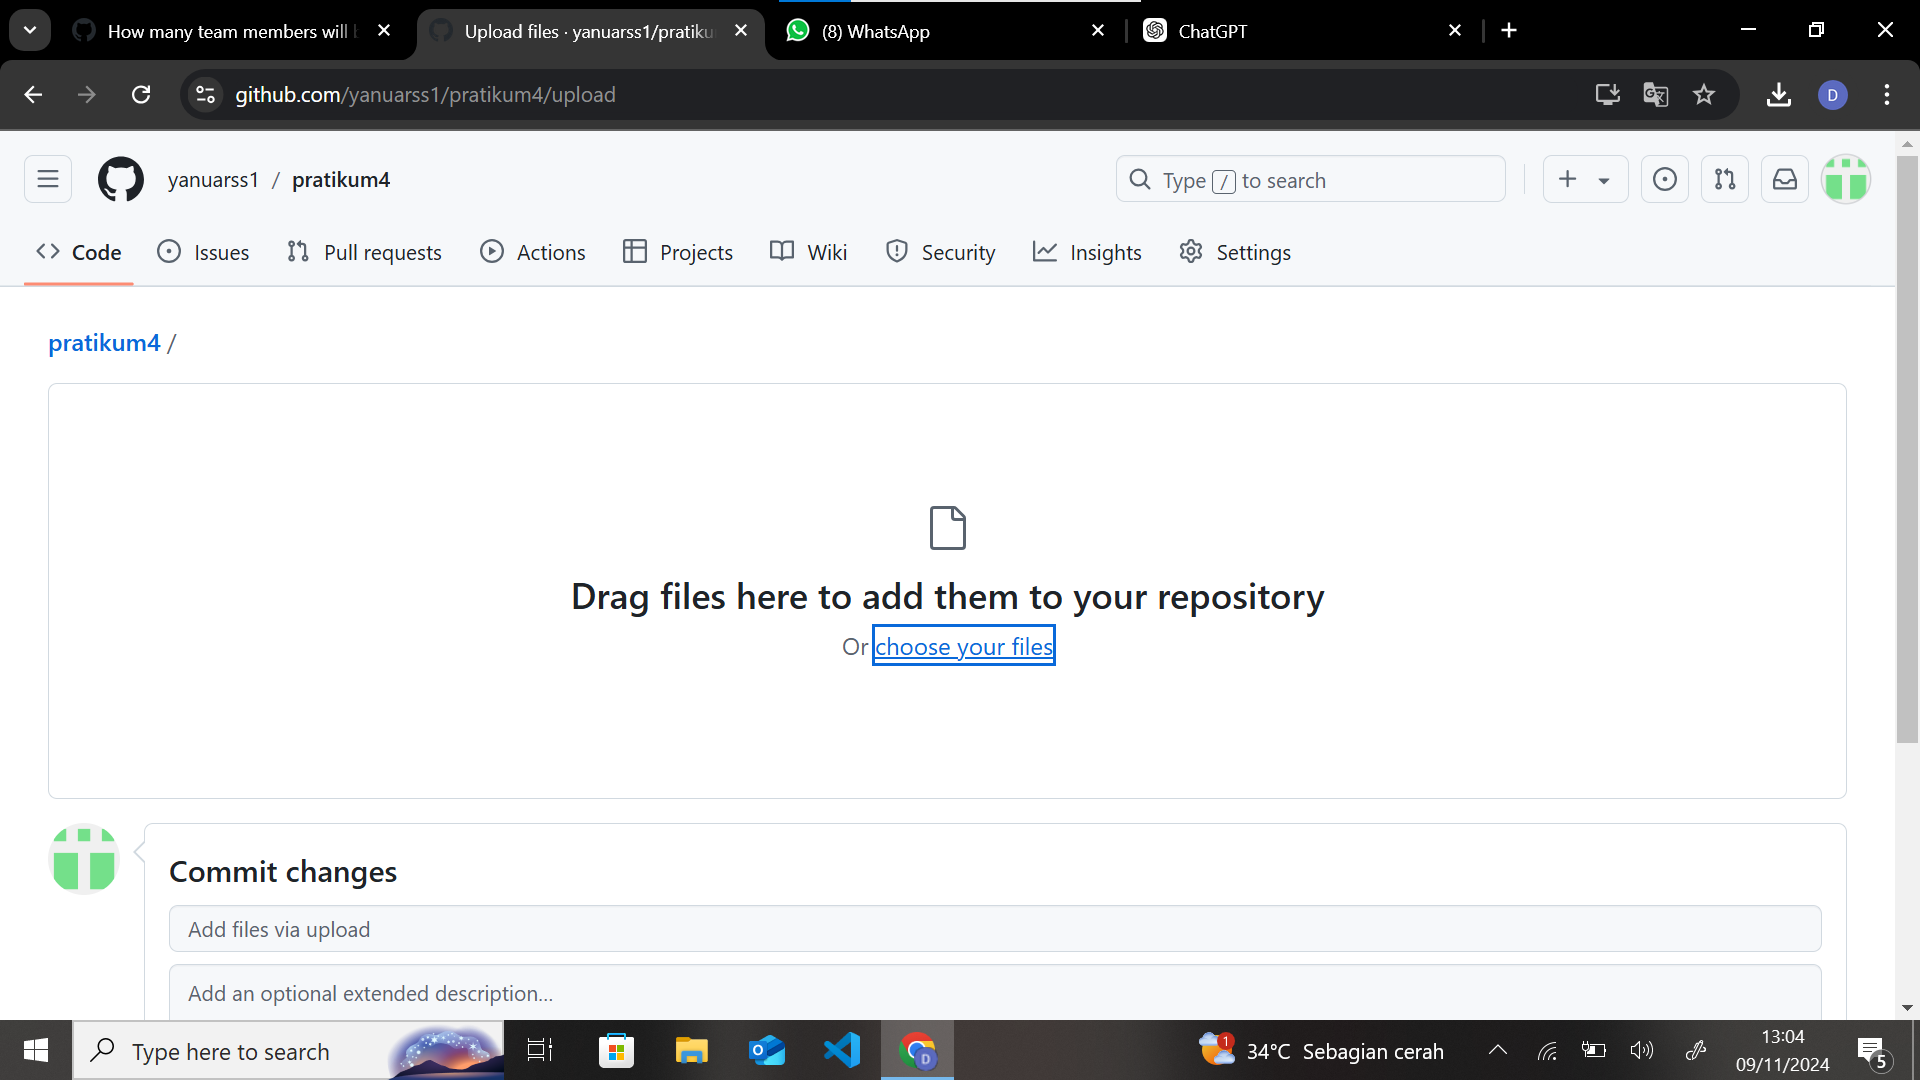 How many team members will
Upload files · yanuarss1/pratiku
(8) WhatsApp
ChatGPT
github.com/yanuarss1/pratikum4/upload
D
yanuarss1 / pratikum4
Type / to search
Code
Issues
Pull requests
Actions
Projects
Wiki
Security
Insights
Settings
pratikum4 /
Drag files here to add them to your repository
Or choose your files
Commit changes
Add files via upload
Add an optional extended description...
Type here to search
D
1
34°C Sebagian cerah
13:04
09/11/2024
5